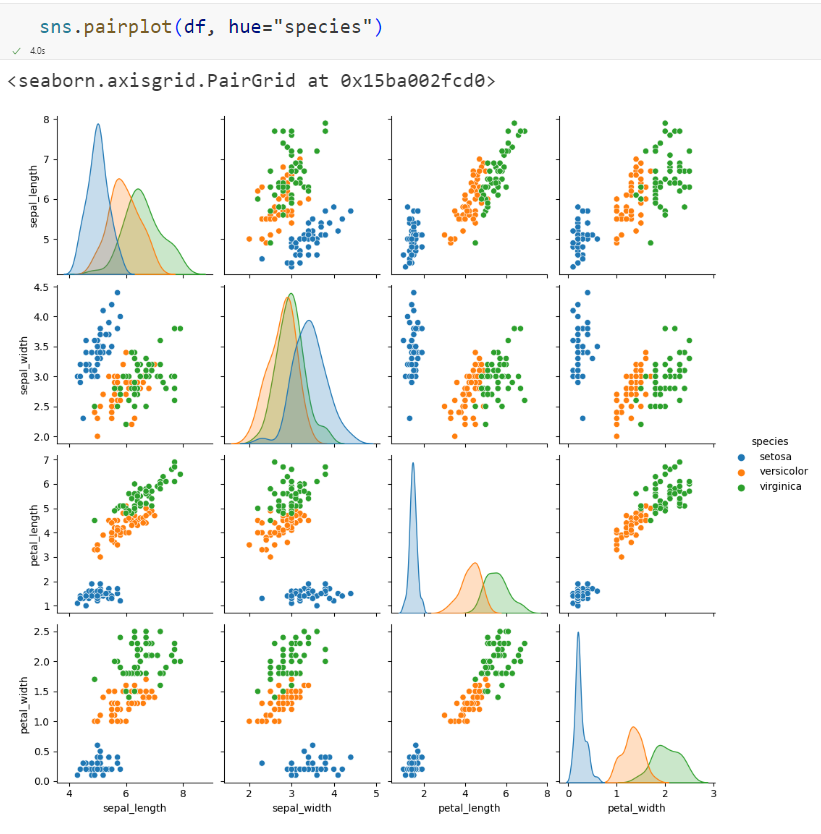 sns.pairplot(df, hue="species")
4.0s
<seaborn.axisgrid.PairGrid at 0x15ba002fcd0>
8
7
6
5
sepal_length
4.5
4.0
3.5
3.0
2.5
2.0
sepal_width
species
setosa
versicolor
virginica
7
6
5
4
3
2
1
petal_length
2.5
2.0
1.5
1.0
0.5
0.0
petal_width
4 6 8 2 3 4 5 2 4 6 8 0 1 2 3
sepal_length sepal_width petal_length petal_width